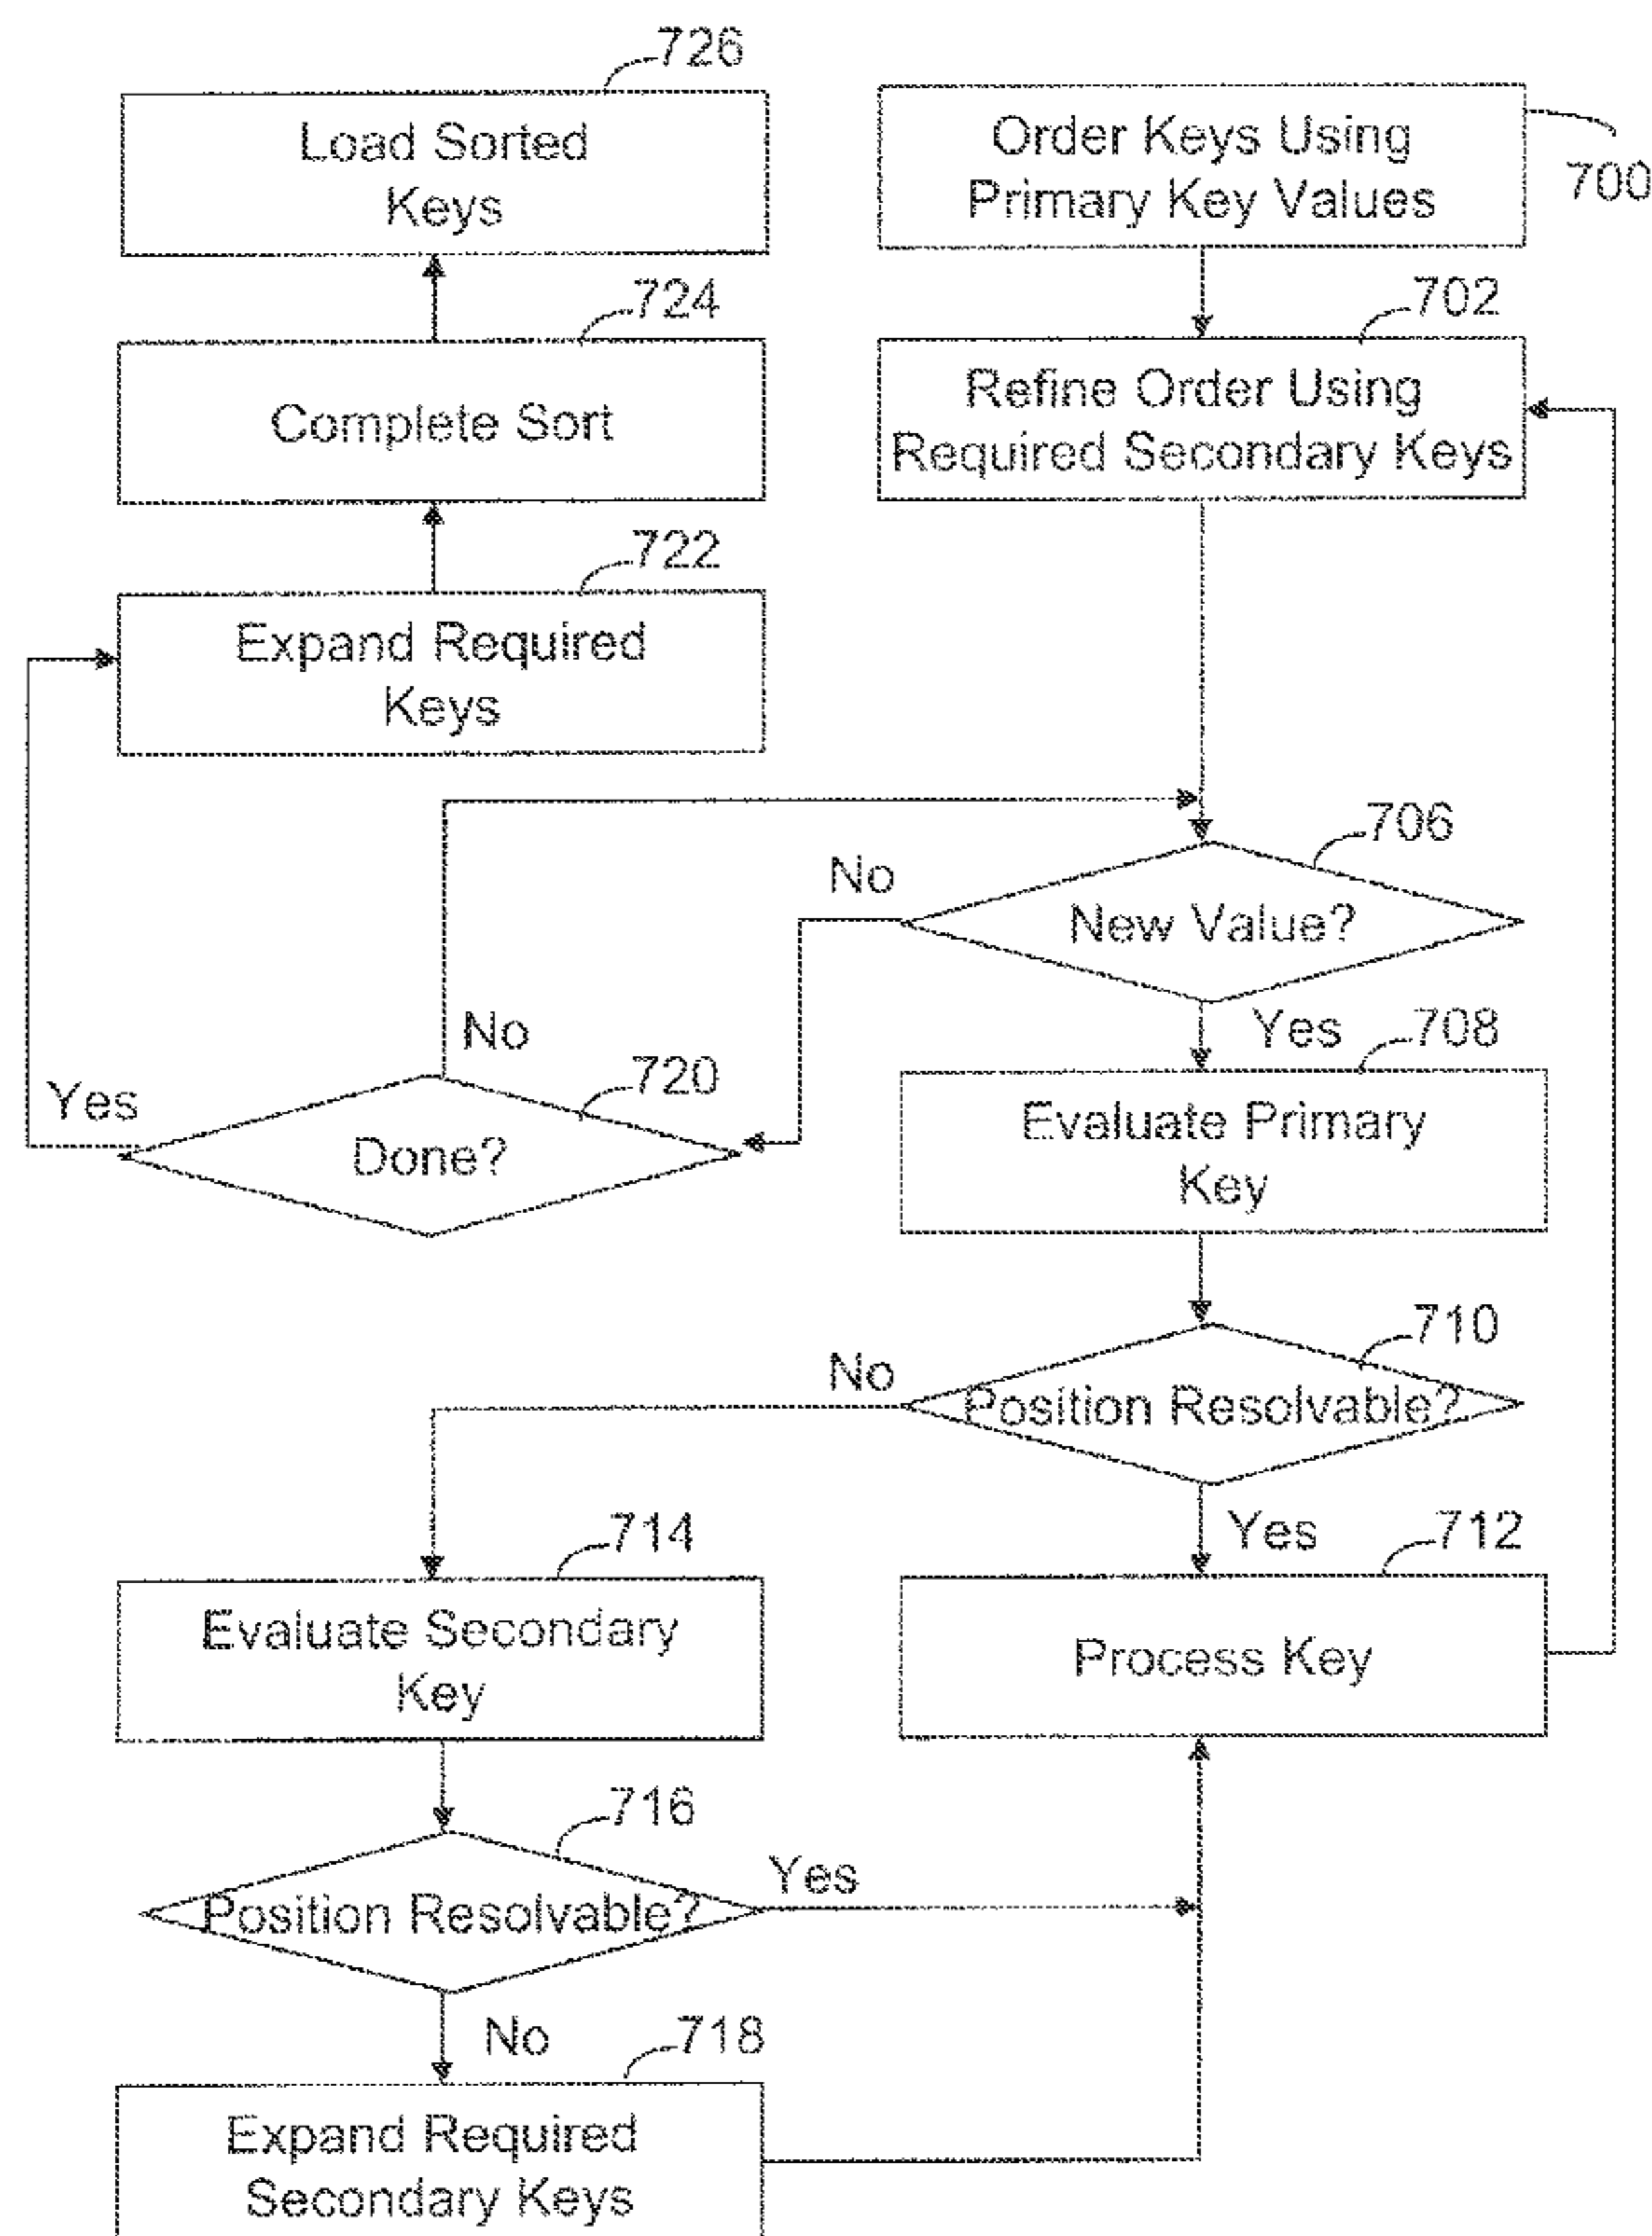 726
Load Sorted
Keys
Order Keys Using
Primary Key Values
700
724
Complete Sort
702
Refine Order Using
Required Secondary Keys
722
Expand Required
Keys
706
No
New Value?
Yes
708
No
720
Yes
Done?
Evaluate Primary
Key
710
No
Position Resolvable?
Yes
712
714
Evaluate Secondary
Key
Process Key
716
Yes
Position Resolvable?
No
718
Expand Required
Secondary Keys